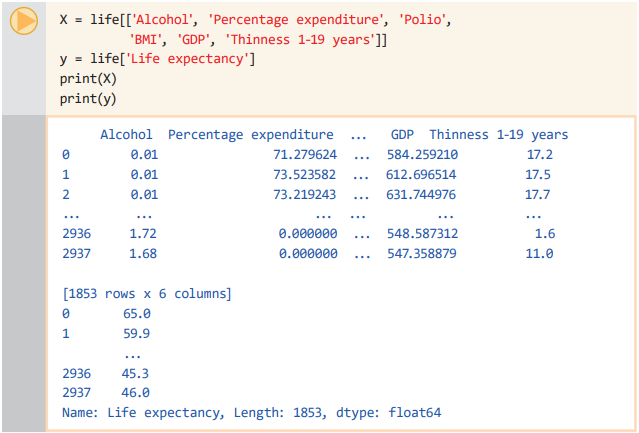 X = life[['Alcohol', 'Percentage expenditure', 'Polio',
'BMI', 'GDP', 'Thinness 1-19 years']]
y = life['Life expectancy']
print(X)
print(y)
Alcohol Percentage expenditure ... GDP Thinness 1-19 years
0 0.01 71.279624 ... 584.259210 17.2
1 0.01 73.523582 ... 612.696514 17.5
2 0.01 73.219243 ... 631.744976 17.7
... ... ... ... ... ...
2936 1.72 0.000000 ... 548.587312 1.6
2937 1.68 0.000000 ... 547.358879 11.0
[1853 rows x 6 columns]
0 65.0
1 59.9
...
2936 45.3
2937 46.0
Name: Life expectancy, Length: 1853, dtype: float64